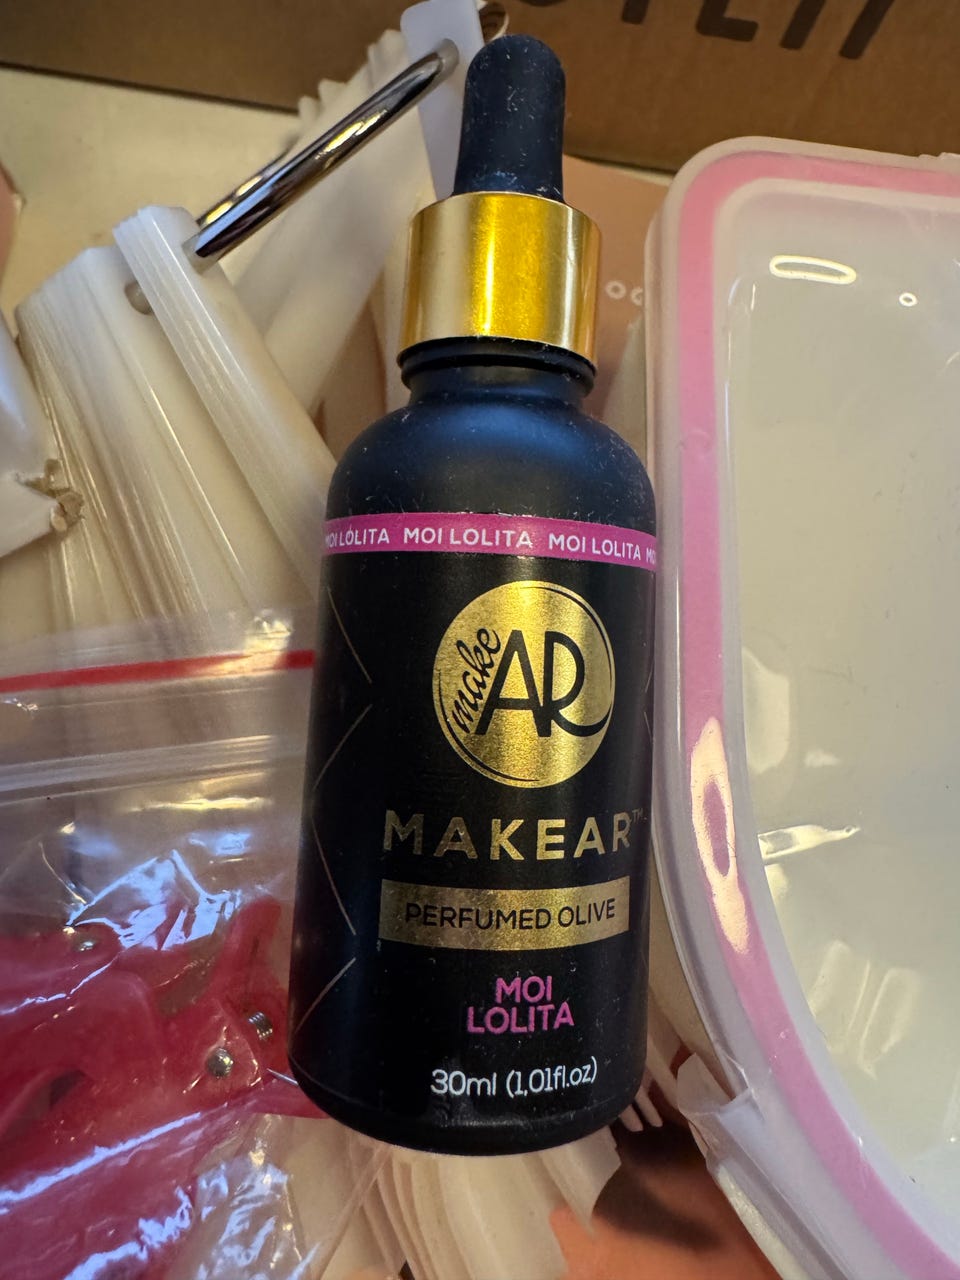 MOI LOLITA MOI LOLITA MOI LOLITA
make
AR
MAKEAR™
PERFUMED OLIVE
MOI
LOLITA
30ml (1,01fl.oz)